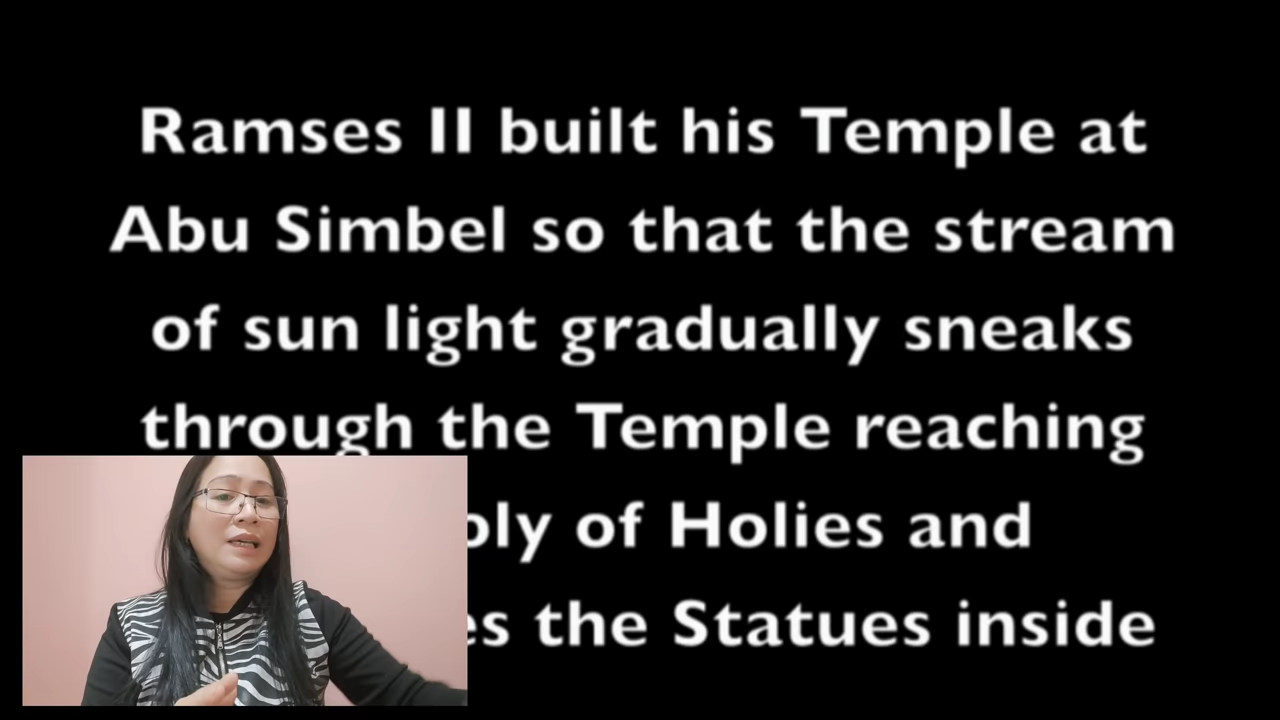 Ramses II built his Temple at
Abu Simbel so that the stream
of sun light gradually sneaks
through the Temple reaching
of Holies and
the Statues inside